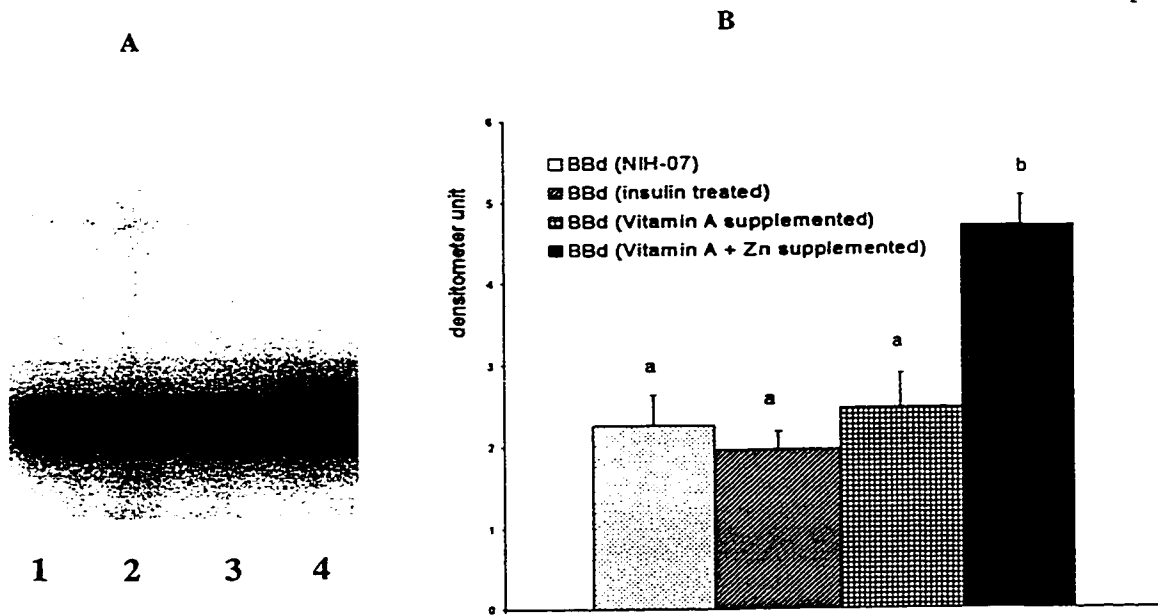 A
B
6
5
4
3
2
1
0
densitometer unit
BBd (NIH-07)
BBd (insulin treated)
BBd (Vitamin A supplemented)
BBd (Vitamin A + Zn supplemented)
a
a
a
b
1 2 3 4